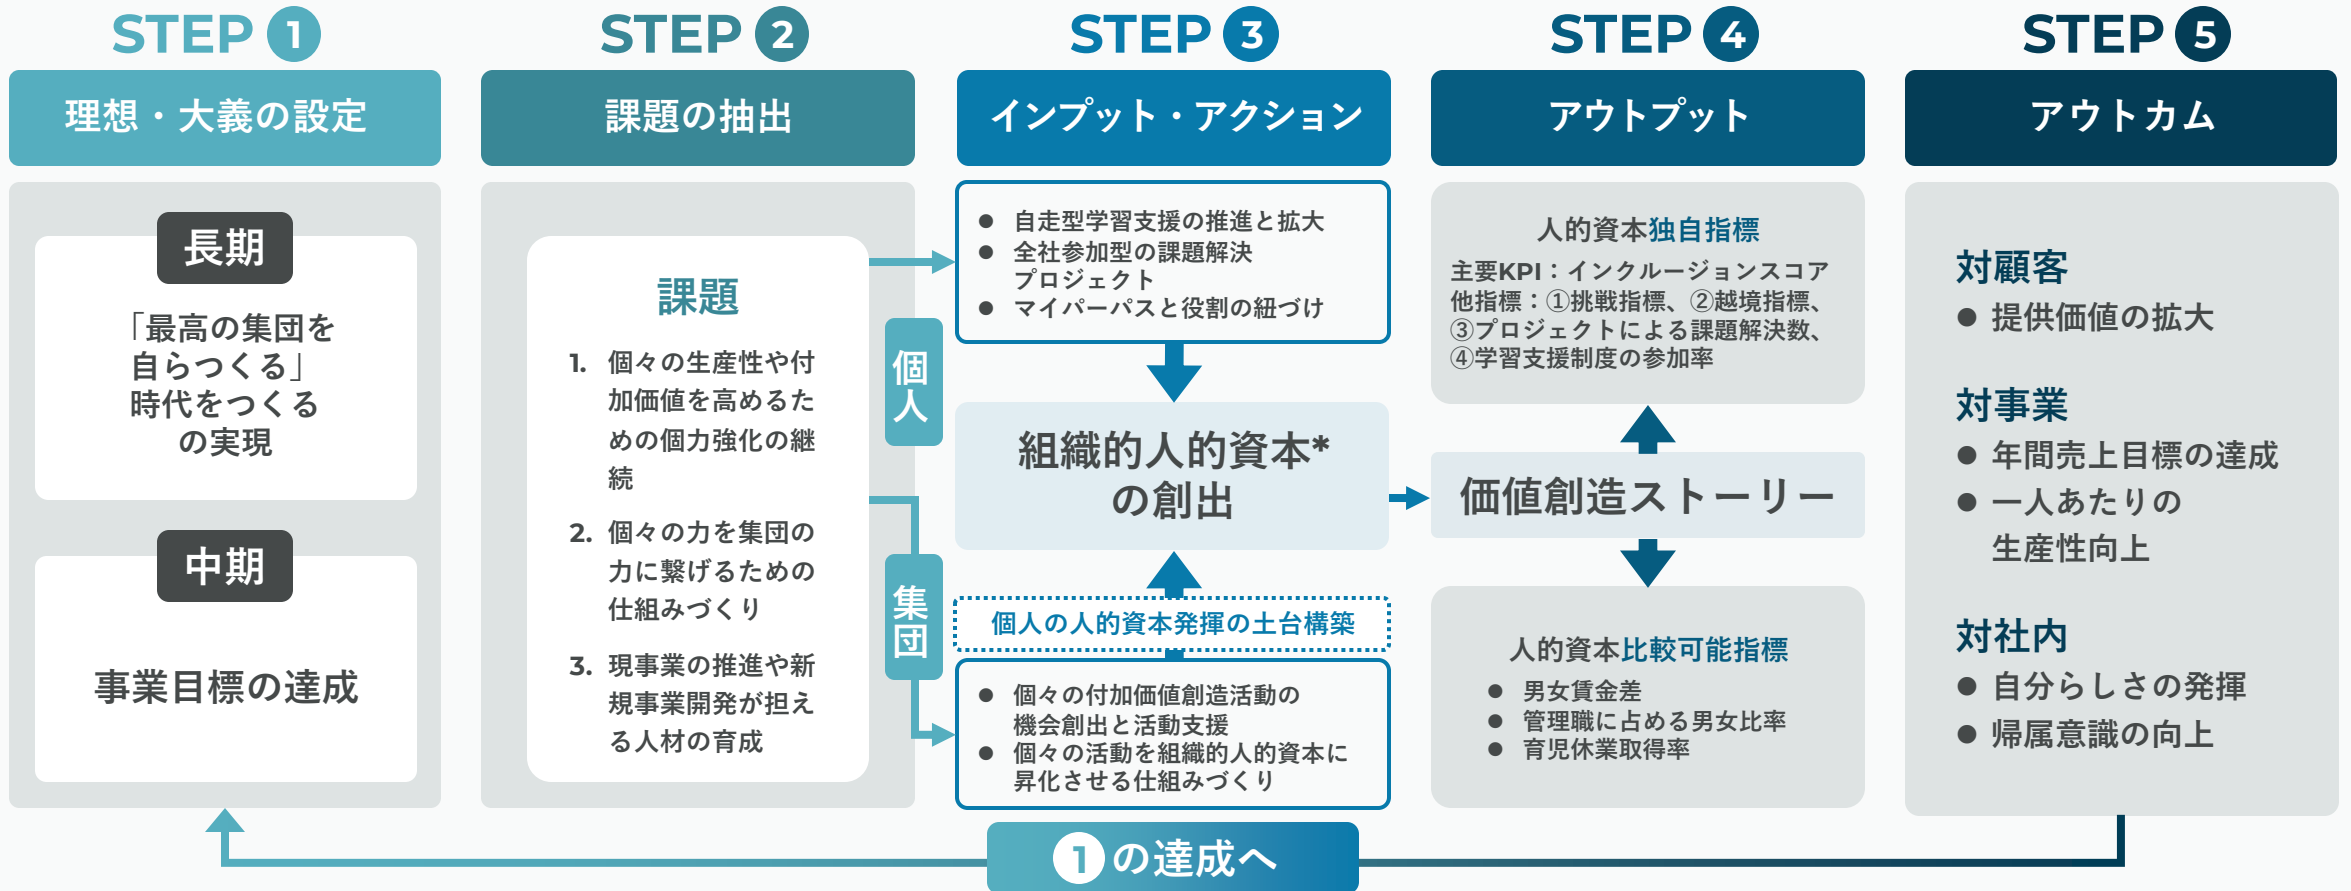 STEP 1
理想・大義の設定
長期
「最高の集団を
自らつくる」
時代をつくる
の実現
中期
事業目標の達成
STEP 2
課題の抽出
課題
1. 個々の生産性や付
加価値を高めるた
めの個力強化の継
続
2. 個々の力を集団の
力に繋げるための
仕組みづくり
3. 現事業の推進や新
規事業開発が担え
る人材の育成
個人
集団
STEP 3
インプット・アクション
● 自走型学習支援の推進と拡大
● 全社参加型の課題解決
プロジェクト
● マイパーパスと役割の紐づけ
組織的人的資本*
の創出
個人の人的資本発揮の土台構築
● 個々の付加価値創造活動の
機会創出と活動支援
● 個々の活動を組織的人的資本に
昇化させる仕組みづくり
STEP 4
アウトプット
人的資本独自指標
主要KPI：インクルージョンスコア
他指標：①挑戦指標、②越境指標、
③プロジェクトによる課題解決数、
④学習支援制度の参加率
価値創造ストーリー
人的資本比較可能指標
● 男女賃金差
● 管理職に占める男女比率
● 育児休業取得率
STEP 5
アウトカム
対顧客
● 提供価値の拡大
対事業
● 年間売上目標の達成
● 一人あたりの
生産性向上
対社内
● 自分らしさの発揮
● 帰属意識の向上
1の達成へ